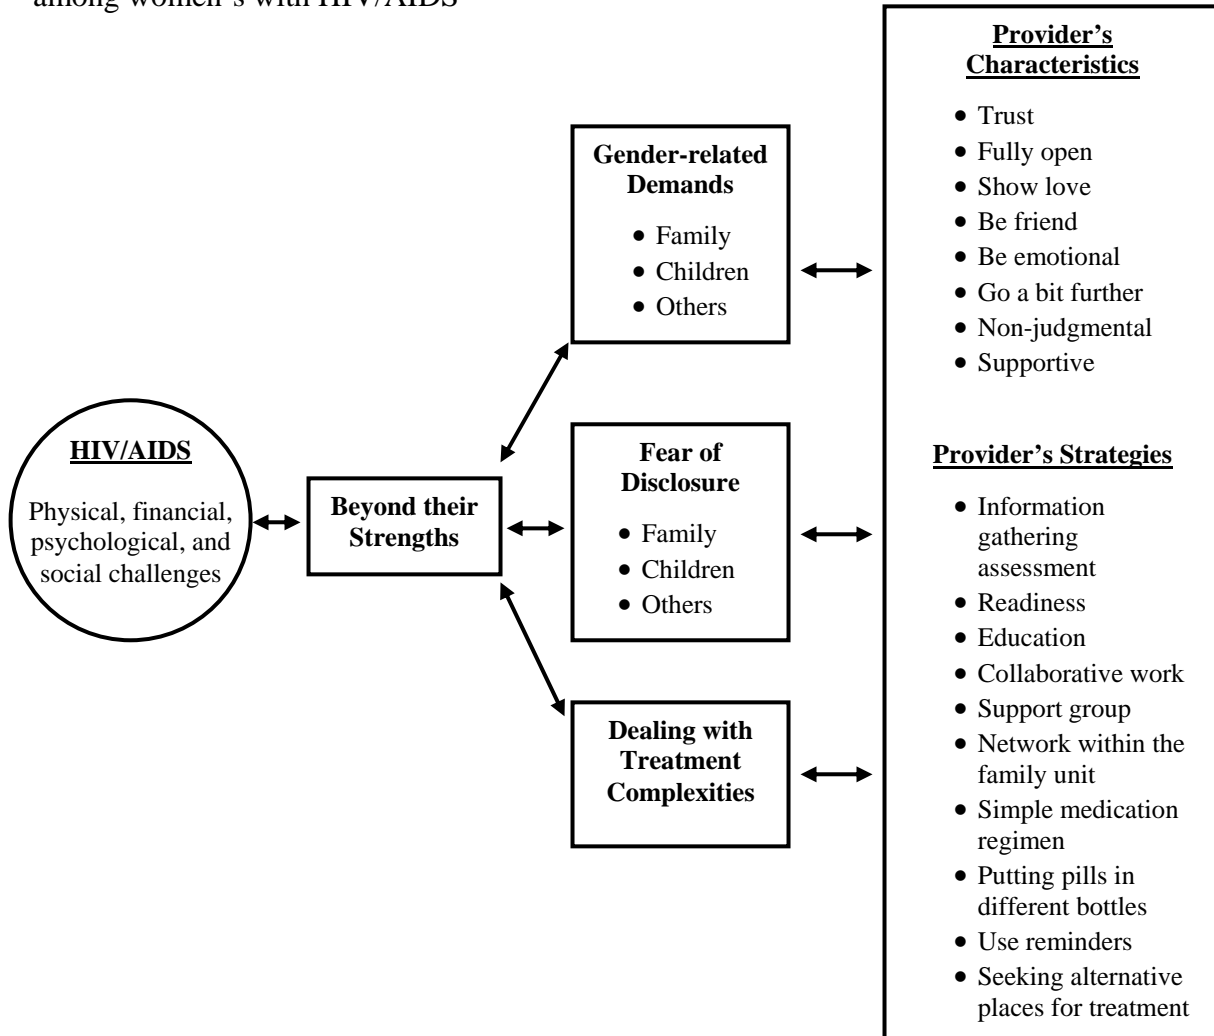 among women's with HIV/AIDS
HIV/AIDS
Physical, financial,
psychological, and
social challenges
Beyond their
Strengths
Gender-related
Demands
• Family
• Children
• Others
Fear of
Disclosure
• Family
• Children
• Others
Dealing with
Treatment
Complexities
Provider’s
Characteristics
• Trust
• Fully open
• Show love
• Be friend
• Be emotional
• Go a bit further
• Non-judgmental
• Supportive
Provider’s Strategies
• Information
gathering
assessment
• Readiness
• Education
• Collaborative work
• Support group
• Network within the
family unit
• Simple medication
regimen
• Putting pills in
different bottles
• Use reminders
• Seeking alternative
places for treatment